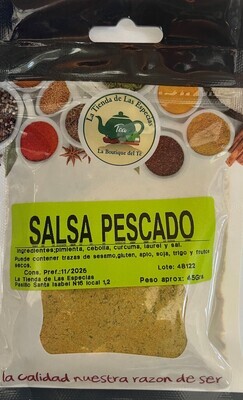 La Tienda de Las Especias
Tea
La Boutique del Té
SALSA PESCADO
Ingredientes;pimienta, cebolla, curcuma, laurel y sal.
Puede contener trazas de sesamo,gluten, apio, soja, trigo y frutos
secos.
Cons. Pref.:11/2026
Lote: 48122
La Tienda de Las Especias
Peso aprox: 45Grs
Pasillo Santa Isabel N16 local 1,2
la calidad nuestra razon de ser